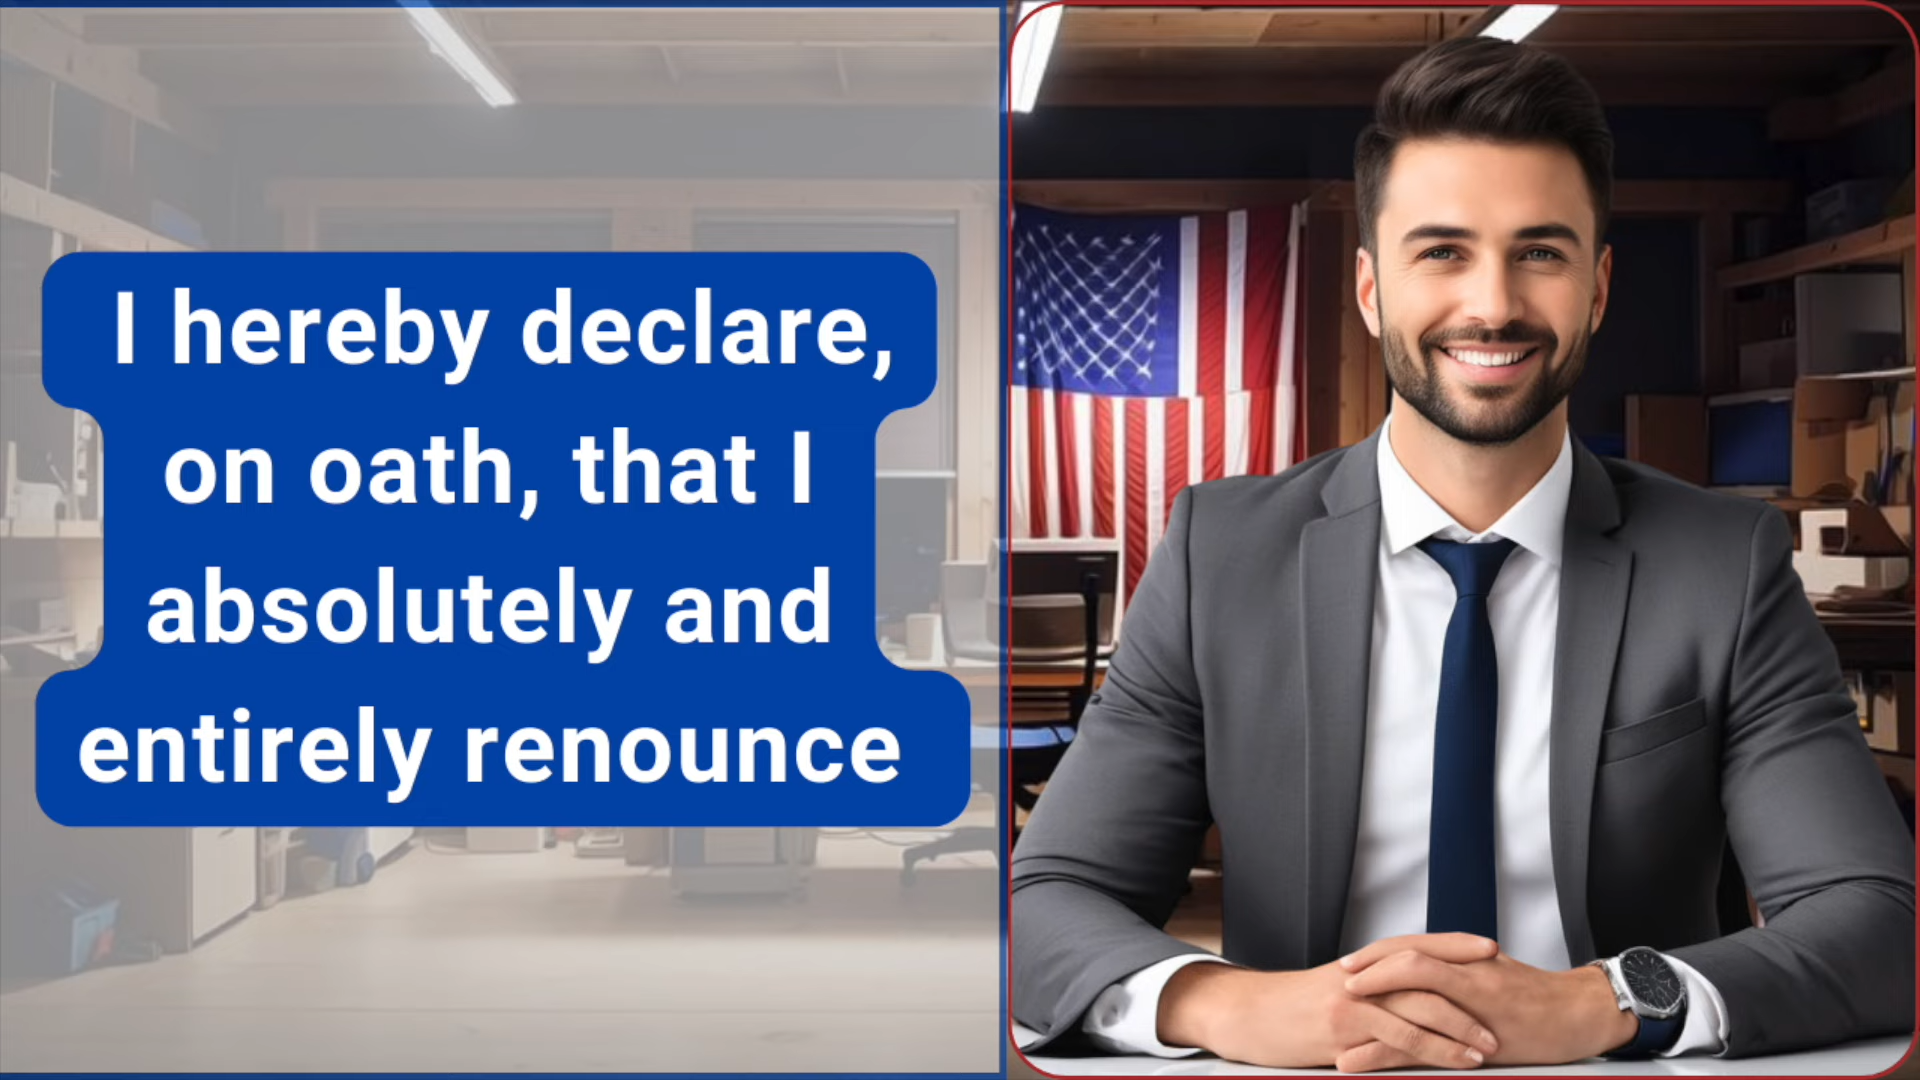 I hereby declare,
on oath, that I
absolutely and
entirely renounce